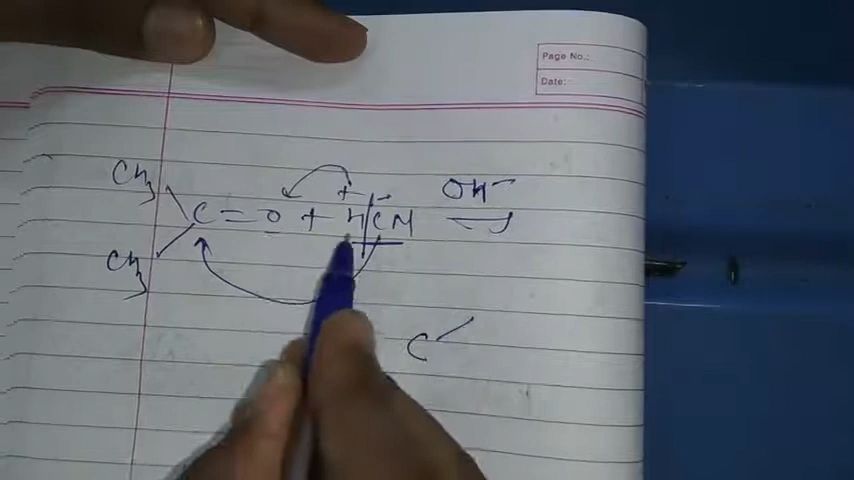 Page No.:
Date:
CH3
+ - OH-
C = O + H CN
CH3
C